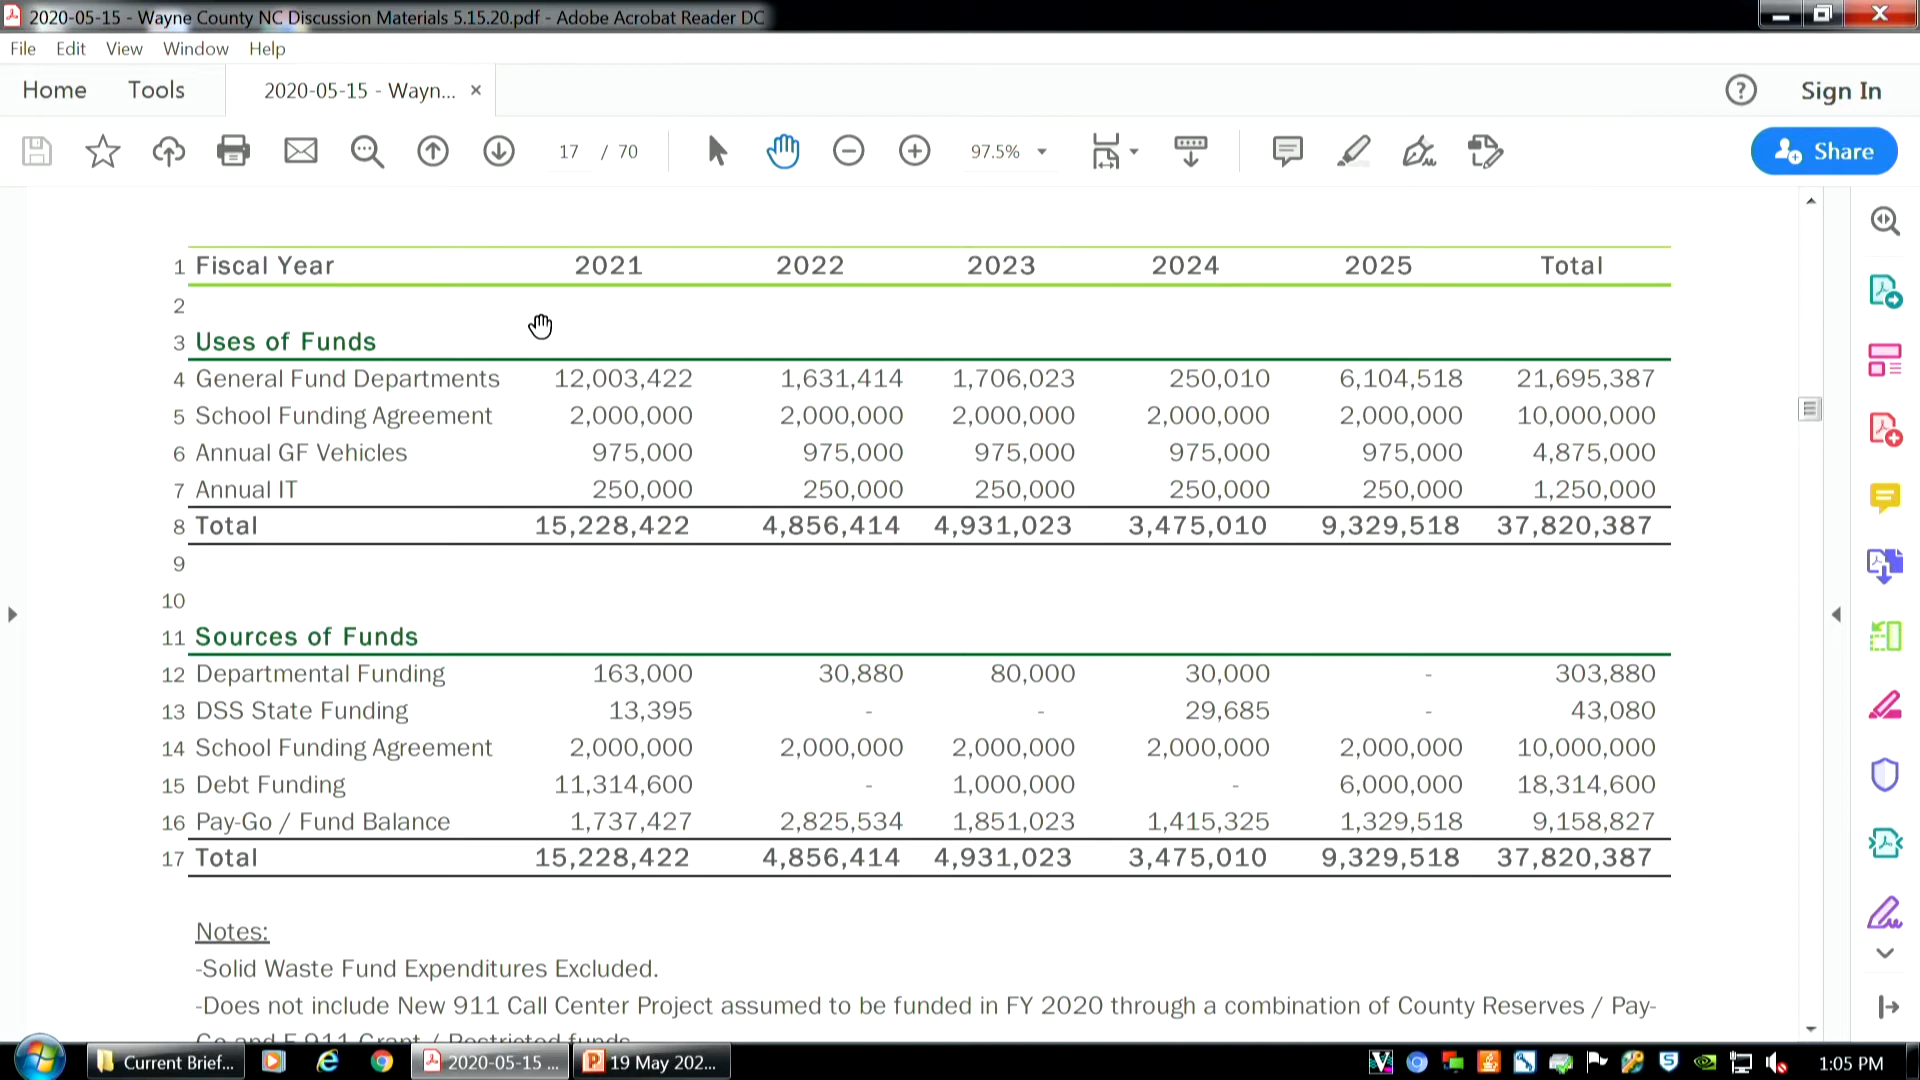 2020-05-15 - Wayne County NC Discussion Materials 5.15.20.pdf - Adobe Acrobat Reader DC
File Edit View Window Help
Home Tools 2020-05-15 - Wayn... × ? Sign In
17 / 70 97.5% Share
1 Fiscal Year 2021 2022 2023 2024 2025 Total
2
3 Uses of Funds
4 General Fund Departments 12,003,422 1,631,414 1,706,023 250,010 6,104,518 21,695,387
5 School Funding Agreement 2,000,000 2,000,000 2,000,000 2,000,000 2,000,000 10,000,000
6 Annual GF Vehicles 975,000 975,000 975,000 975,000 975,000 4,875,000
7 Annual IT 250,000 250,000 250,000 250,000 250,000 1,250,000
8 Total 15,228,422 4,856,414 4,931,023 3,475,010 9,329,518 37,820,387
9
10
11 Sources of Funds
12 Departmental Funding 163,000 30,880 80,000 30,000 - 303,880
13 DSS State Funding 13,395 - - 29,685 - 43,080
14 School Funding Agreement 2,000,000 2,000,000 2,000,000 2,000,000 2,000,000 10,000,000
15 Debt Funding 11,314,600 - 1,000,000 - 6,000,000 18,314,600
16 Pay-Go / Fund Balance 1,737,427 2,825,534 1,851,023 1,415,325 1,329,518 9,158,827
17 Total 15,228,422 4,856,414 4,931,023 3,475,010 9,329,518 37,820,387
Notes:
-Solid Waste Fund Expenditures Excluded.
-Does not include New 911 Call Center Project assumed to be funded in FY 2020 through a combination of County Reserves / Pay-
Go and E 911 Grant / Restricted funds
Current Brief... 2020-05-15 ... 19 May 202... 1:05 PM